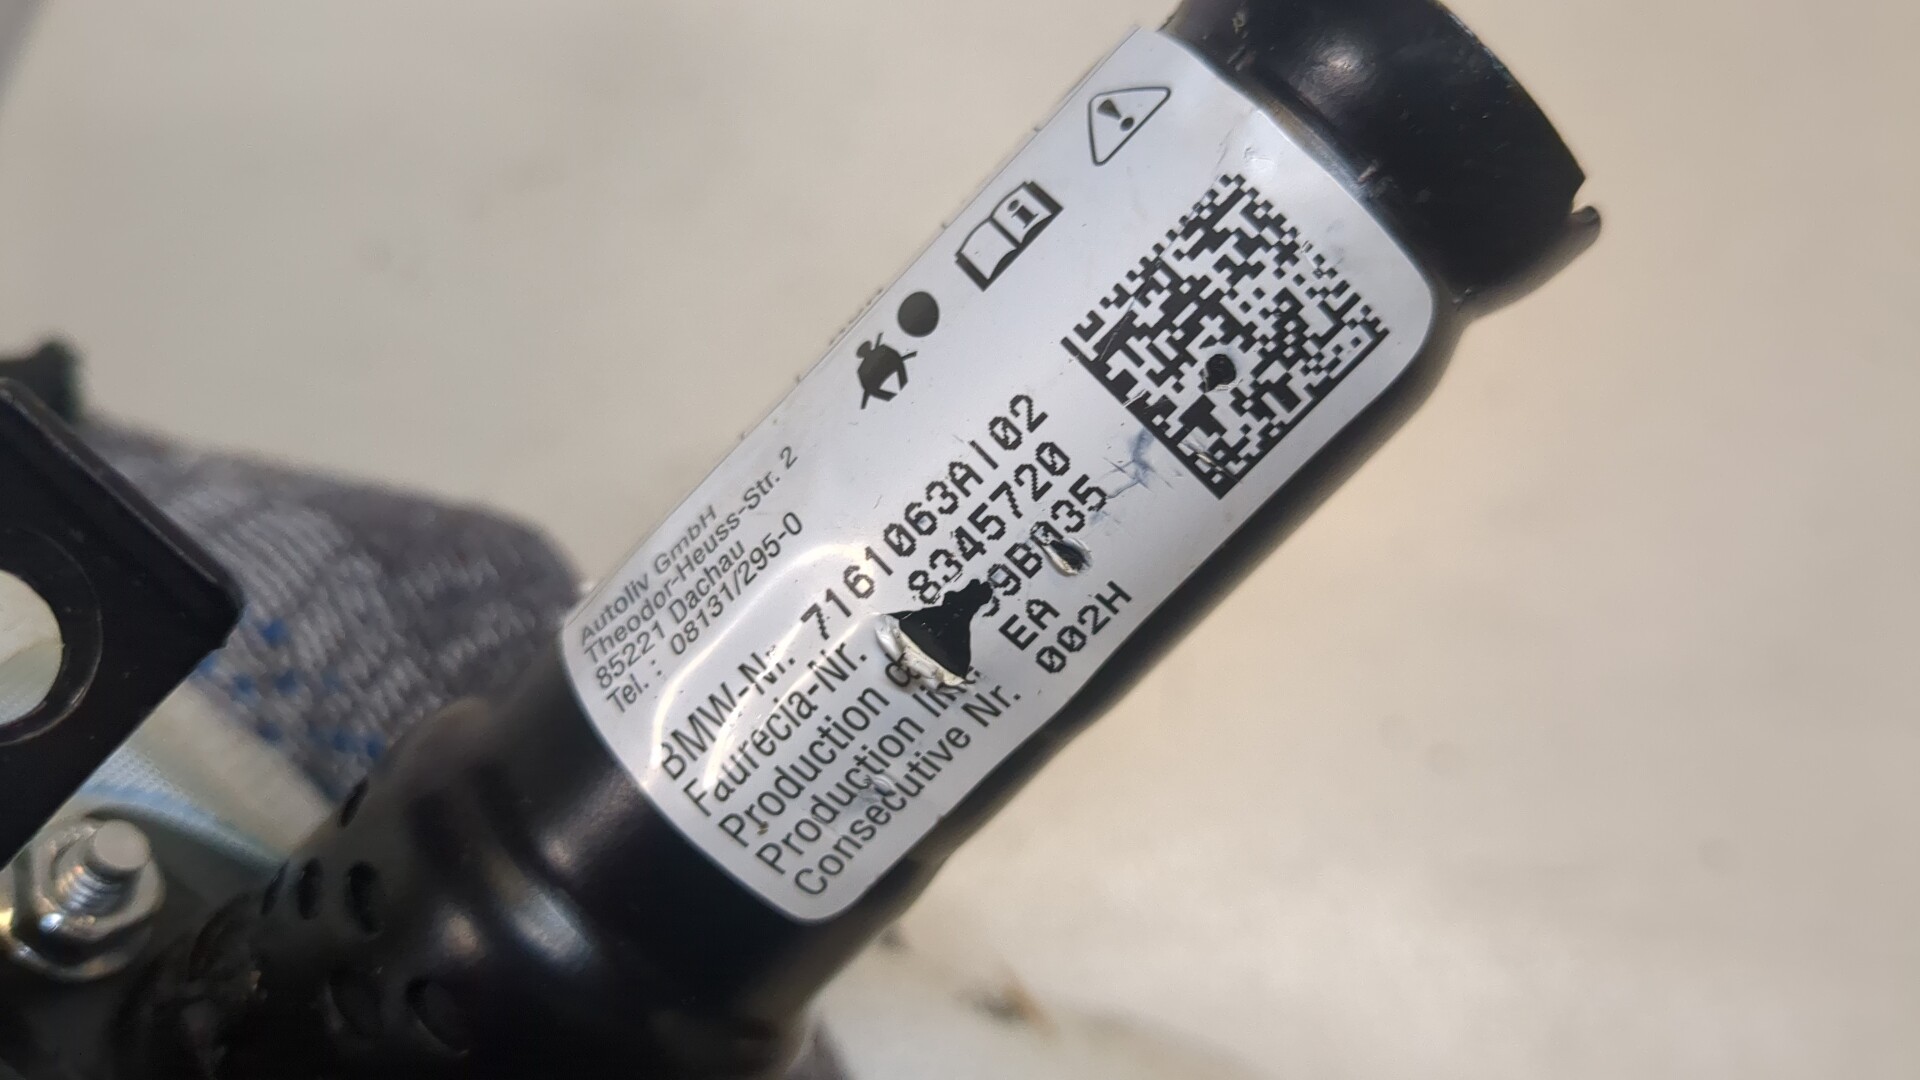 Autoliv GmbH
Theodor-Heuss-Str. 2
85221 Dachau
Tel.: 08131/295-0
BMW-Nr. 7161063AI02
Faurecia-Nr. 8345720
Production
Production line EA
Consecutive Nr. 002H